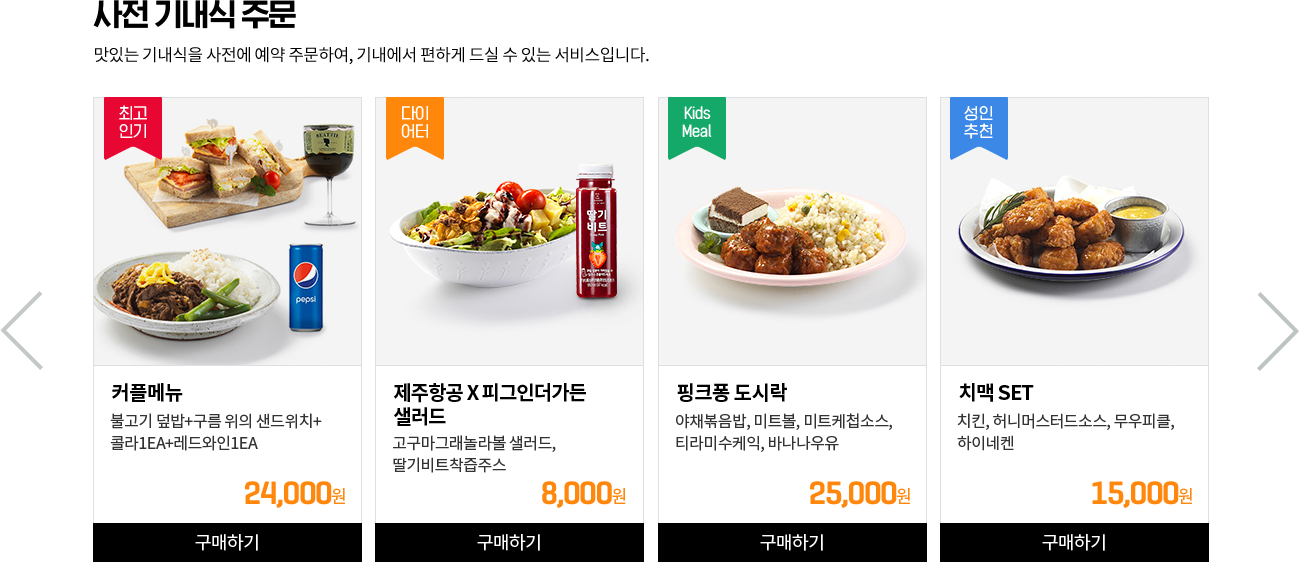 사전 기내식 주문
맛있는 기내식을 사전에 예약 주문하여, 기내에서 편하게 드실 수 있는 서비스입니다.
최고
인기
BEATTIE
pepsi
커플메뉴
불고기 덮밥+구름 위의 샌드위치+
콜라1EA+레드와인1EA
24,000원
구매하기
다이
어터
딸기
비트
제주항공 X 피그인더가든
샐러드
고구마그래놀라볼 샐러드,
딸기비트착즙주스
8,000원
구매하기
Kids
Meal
핑크퐁 도시락
야채볶음밥, 미트볼, 미트케첩소스,
티라미수케익, 바나나우유
25,000원
구매하기
성인
추천
치맥 SET
치킨, 허니머스터드소스, 무우피클,
하이네켄
15,000원
구매하기